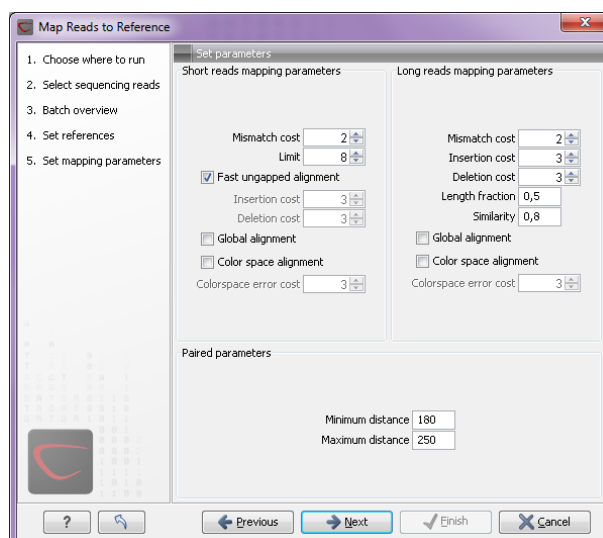 Map Reads to Reference
1. Choose where to run
2. Select sequencing reads
3. Batch overview
4. Set references
5. Set mapping parameters
Set parameters
Short reads mapping parameters
Mismatch cost 2
Limit 8
Fast ungapped alignment
Insertion cost 3
Deletion cost 3
Global alignment
Color space alignment
Colorspace error cost 3
Long reads mapping parameters
Mismatch cost 2
Insertion cost 3
Deletion cost 3
Length fraction 0,5
Similarity 0,8
Global alignment
Color space alignment
Colorspace error cost 3
Paired parameters
Minimum distance 180
Maximum distance 250
? Previous Next Finish Cancel